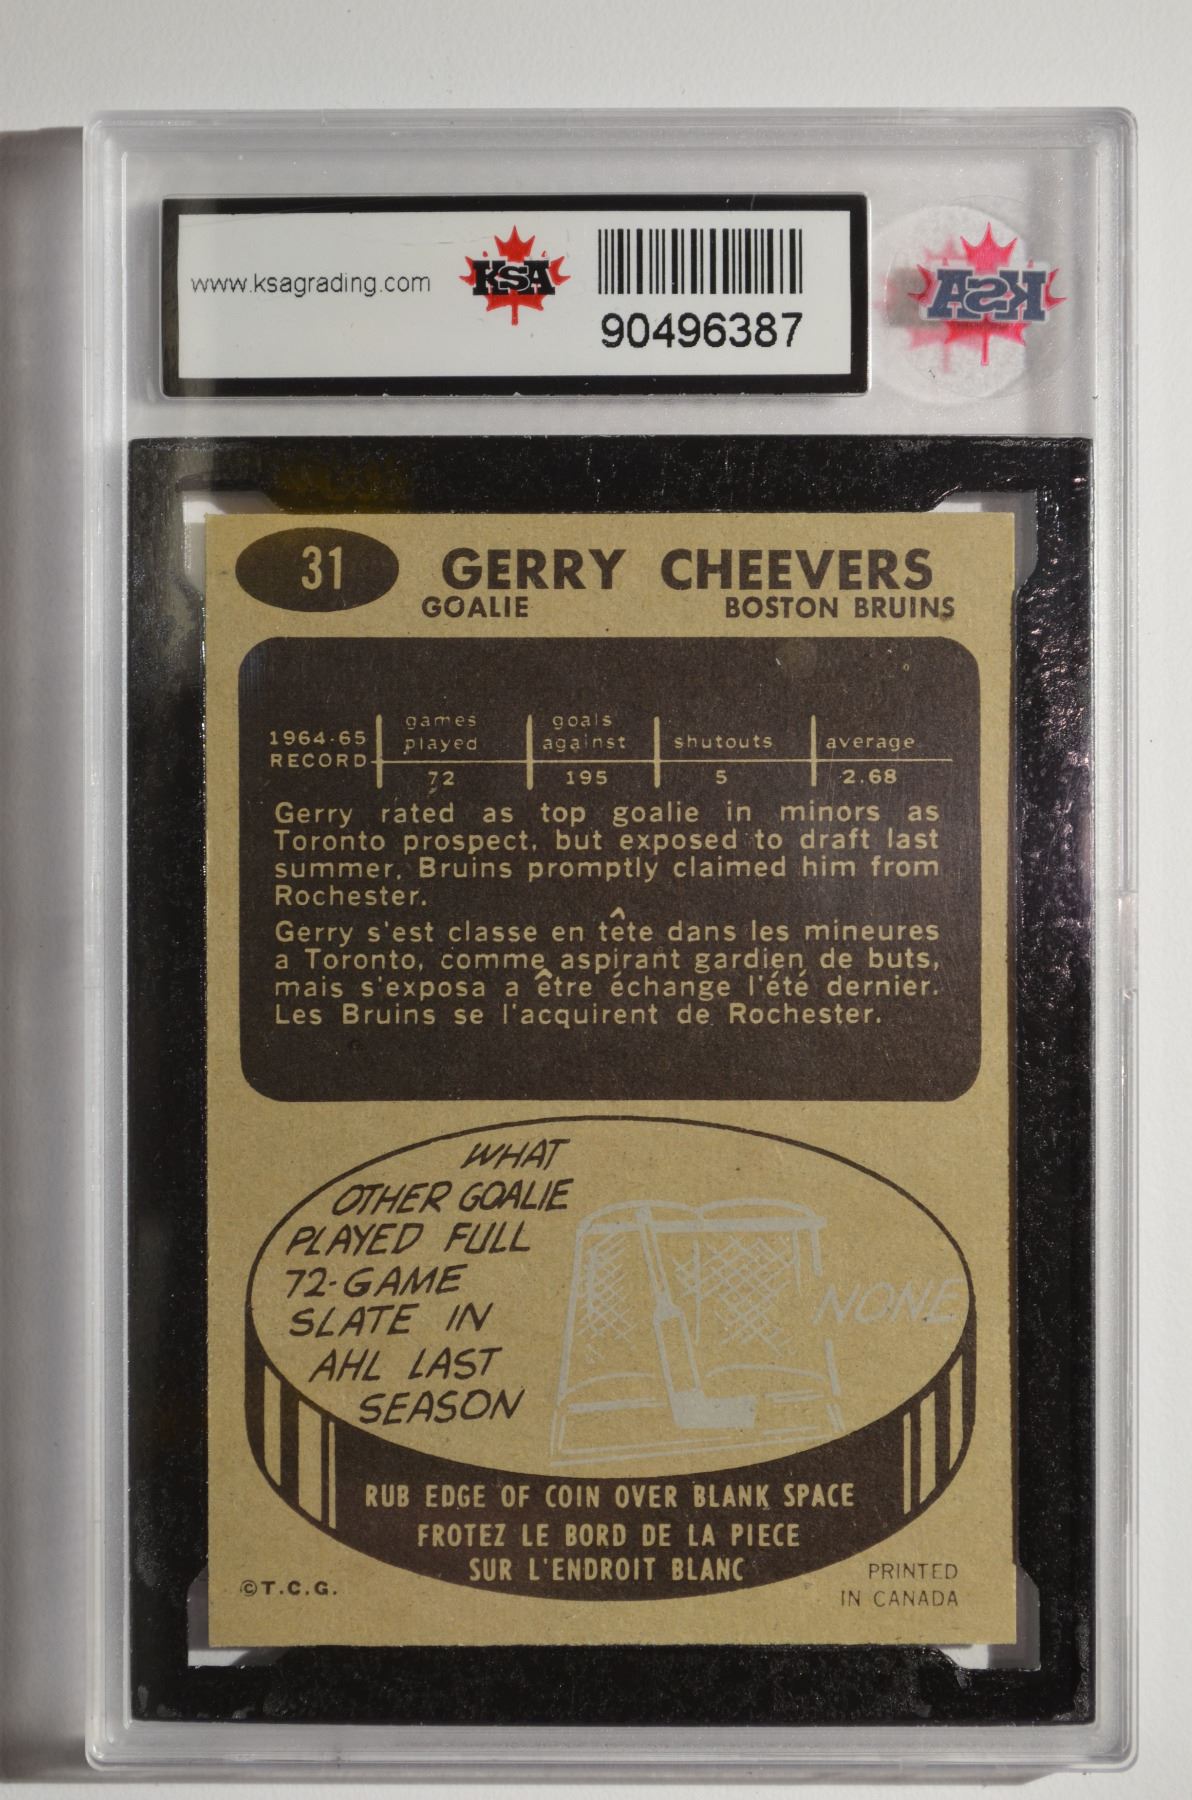 www.ksagrading.com
KSA
90496387
KSA
31
GERRY CHEEVERS
GOALIE
BOSTON BRUINS
1964-65 RECORD games played goals against shutouts average
72 195 5 2.68
Gerry rated as top goalie in minors as
Toronto prospect, but exposed to draft last
summer, Bruins promptly claimed him from
Rochester.
Gerry s'est classe en tête dans les mineures
a Toronto, comme aspirant gardien de buts,
mais s'exposa a être échange l'été dernier.
Les Bruins se l'acquirent de Rochester.
WHAT
OTHER GOALIE
PLAYED FULL
72-GAME
SLATE IN
AHL LAST
SEASON
NONE
RUB EDGE OF COIN OVER BLANK SPACE
FROTEZ LE BORD DE LA PIECE
SUR L'ENDROIT BLANC
©T.C.G.
PRINTED
IN CANADA